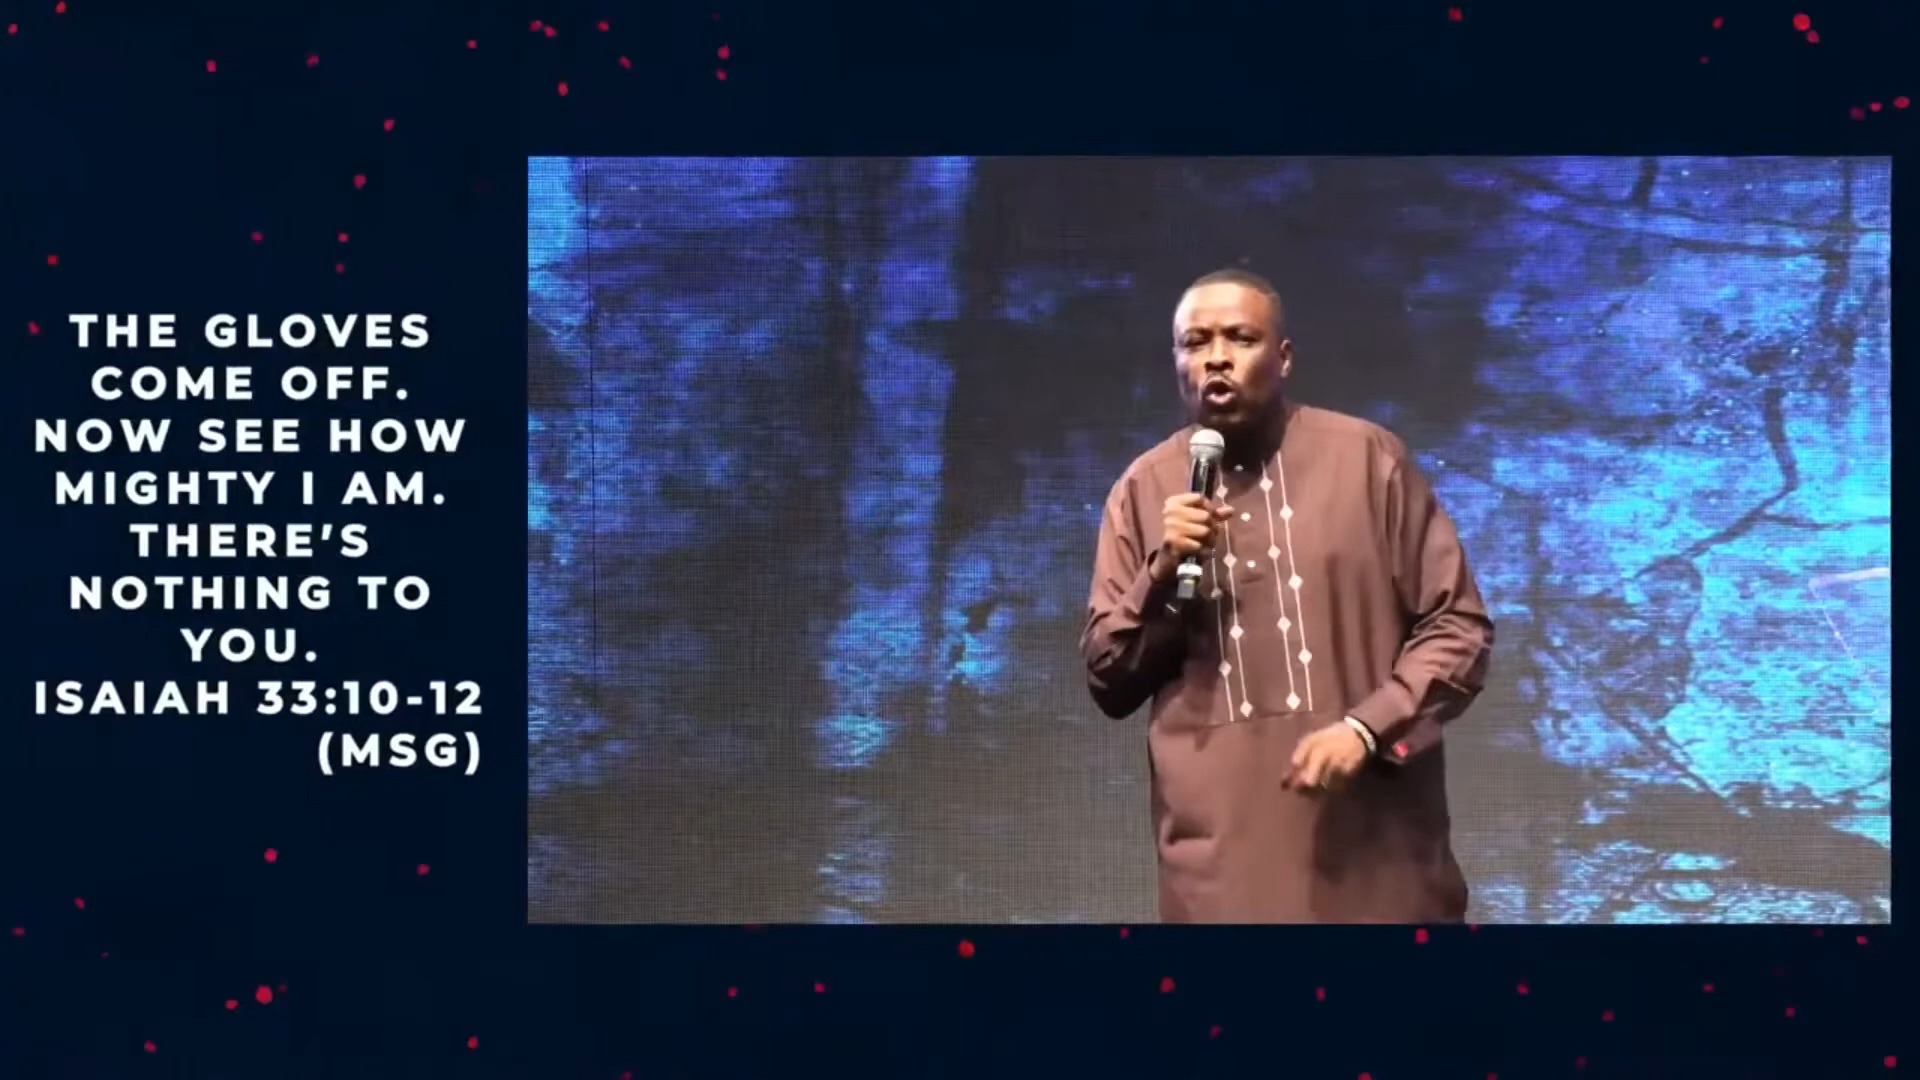 THE GLOVES
COME OFF.
NOW SEE HOW
MIGHTY I AM.
THERE'S
NOTHING TO
YOU.
ISAIAH 33:10-12
(MSG)